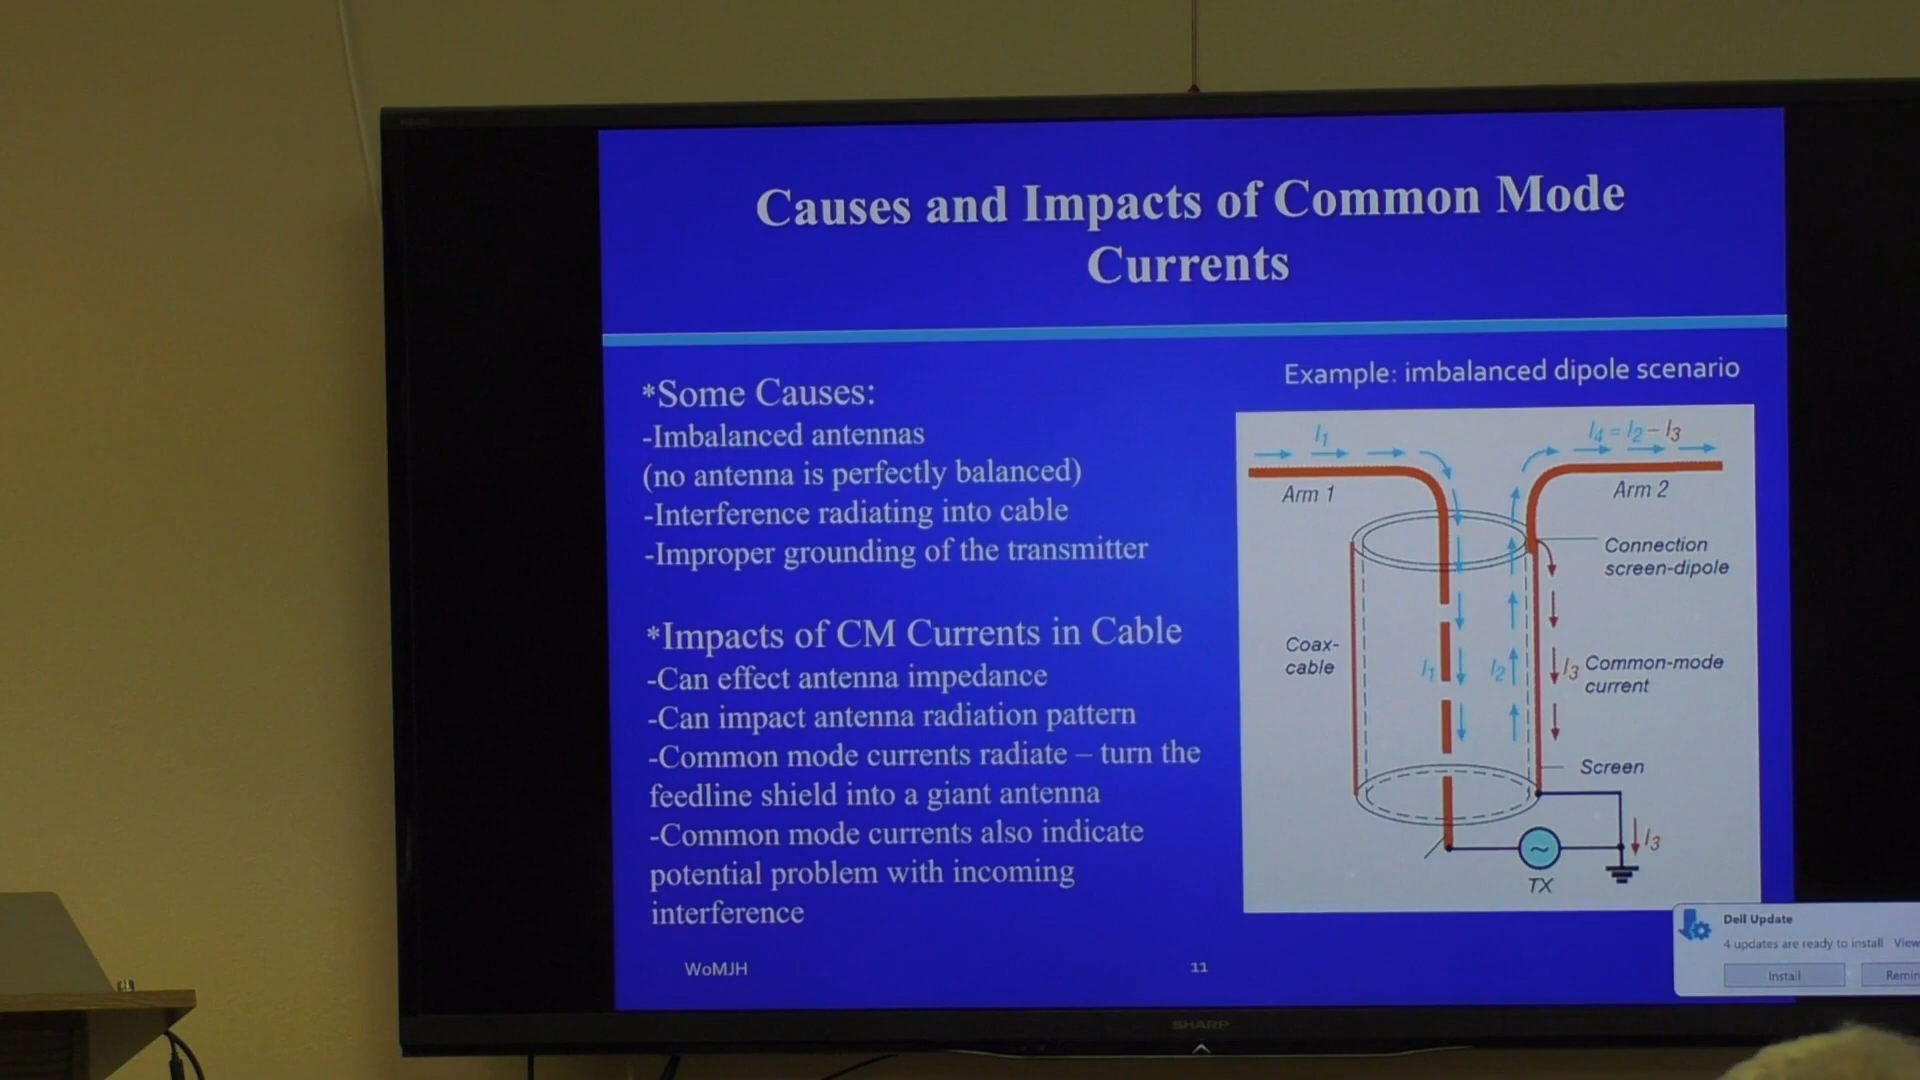 Causes and Impacts of Common Mode
Currents
*Some Causes:
-Imbalanced antennas
(no antenna is perfectly balanced)
-Interference radiating into cable
-Improper grounding of the transmitter
*Impacts of CM Currents in Cable
-Can effect antenna impedance
-Can impact antenna radiation pattern
-Common mode currents radiate – turn the
feedline shield into a giant antenna
-Common mode currents also indicate
potential problem with incoming
interference
Example: imbalanced dipole scenario
I1
I4 = I2 – I3
Arm 1
Arm 2
Connection
screen-dipole
Coax-
cable
I1
I2
I3
Common-mode
current
Screen
I3
TX
W0MJH
11
Dell Update
4 updates are ready to install View
Install
SHARP